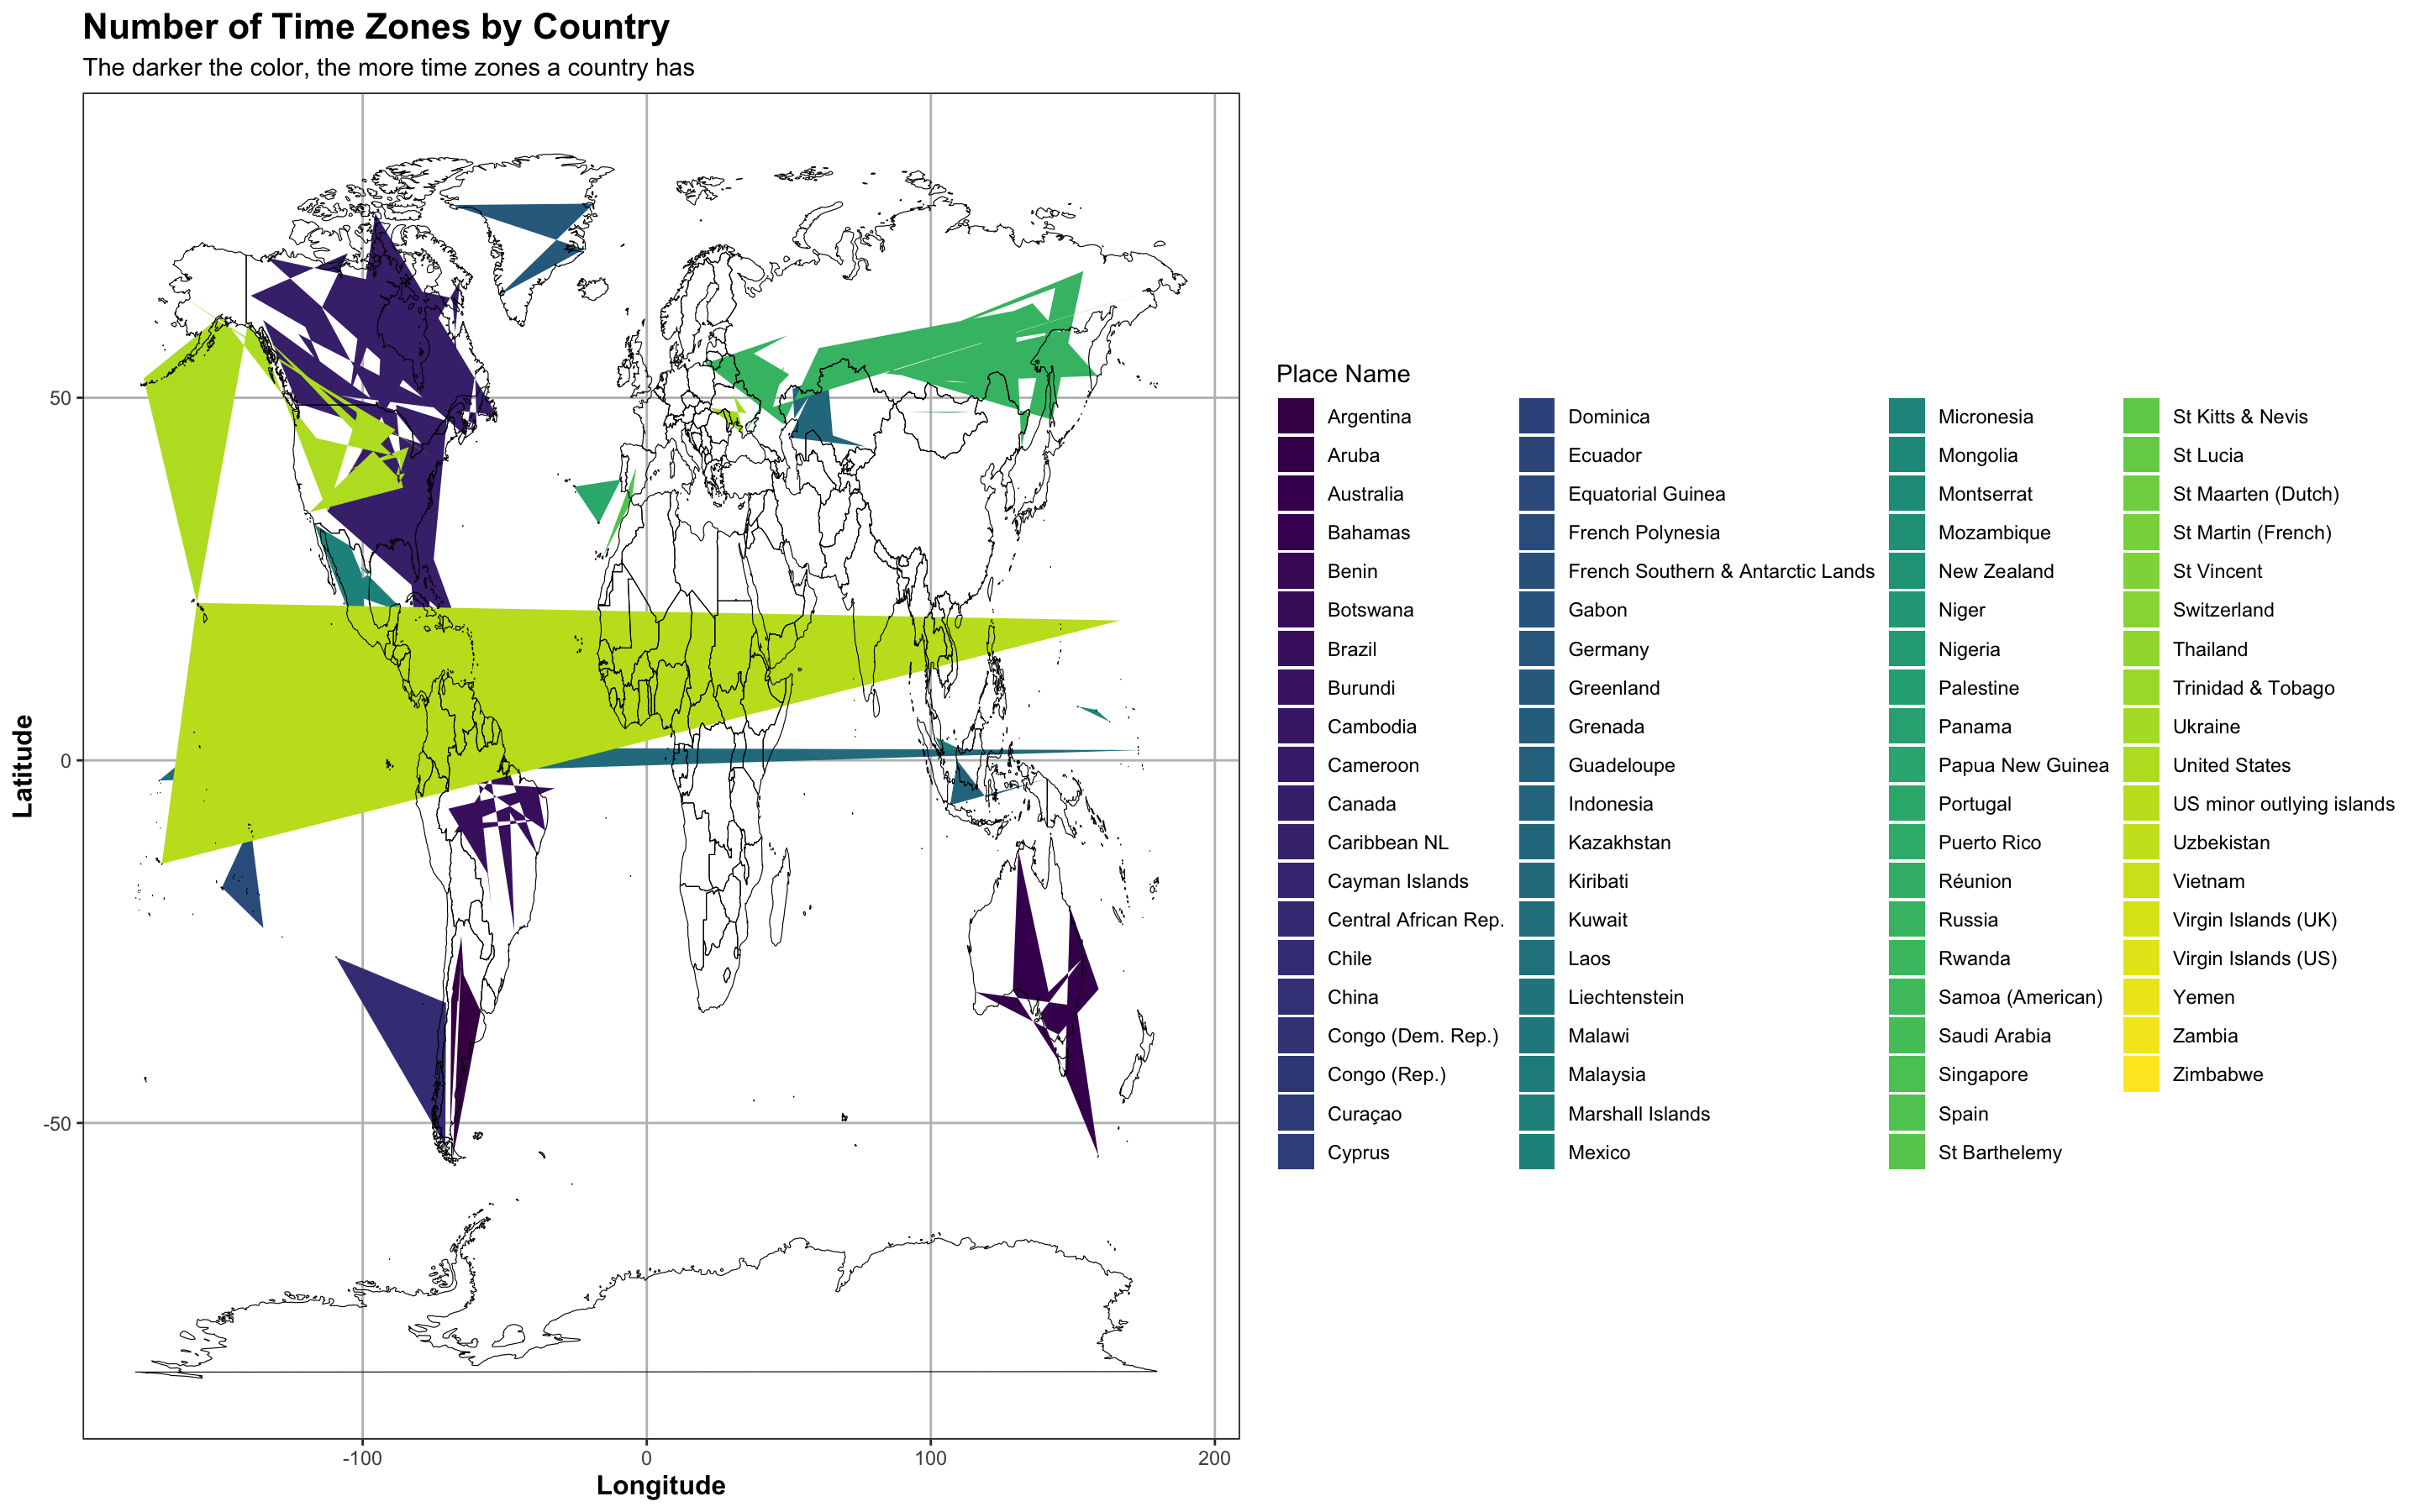 Number of Time Zones by Country
The darker the color, the more time zones a country has
Latitude
50
0
-50
-100
0
100
200
Longitude
Place Name
Argentina
Aruba
Australia
Bahamas
Benin
Botswana
Brazil
Burundi
Cambodia
Cameroon
Canada
Caribbean NL
Cayman Islands
Central African Rep.
Chile
China
Congo (Dem. Rep.)
Congo (Rep.)
Curaçao
Cyprus
Dominica
Ecuador
Equatorial Guinea
French Polynesia
French Southern & Antarctic Lands
Gabon
Germany
Greenland
Grenada
Guadeloupe
Indonesia
Kazakhstan
Kiribati
Kuwait
Laos
Liechtenstein
Malawi
Malaysia
Marshall Islands
Mexico
Micronesia
Mongolia
Montserrat
Mozambique
New Zealand
Niger
Nigeria
Palestine
Panama
Papua New Guinea
Portugal
Puerto Rico
Réunion
Russia
Rwanda
Samoa (American)
Saudi Arabia
Singapore
Spain
St Barthelemy
St Kitts & Nevis
St Lucia
St Maarten (Dutch)
St Martin (French)
St Vincent
Switzerland
Thailand
Trinidad & Tobago
Ukraine
United States
US minor outlying islands
Uzbekistan
Vietnam
Virgin Islands (UK)
Virgin Islands (US)
Yemen
Zambia
Zimbabwe